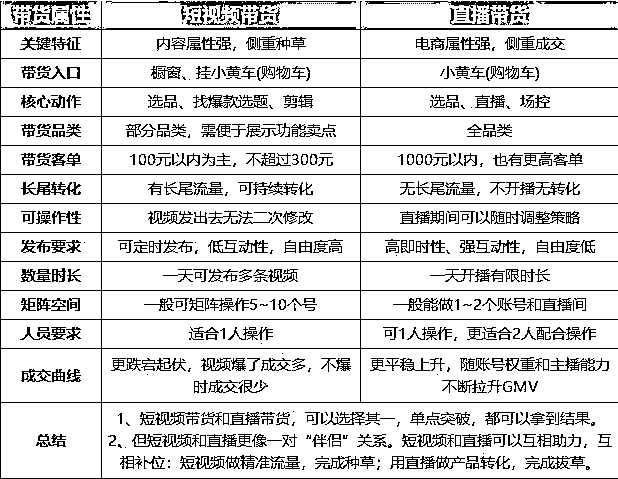 带货属性 短视频带货 直播带货
关键特征 内容属性强，侧重种草 电商属性强，侧重成交
带货入口 橱窗、挂小黄车(购物车) 小黄车(购物车)
核心动作 选品、找爆款选题、剪辑 选品、直播、场控
带货品类 部分品类，需便于展示功能卖点 全品类
带货客单 100元以内为主，不超过300元 1000元以内，也有更高客单
长尾转化 有长尾流量，可持续转化 无长尾流量，不开播无转化
可操作性 视频发出去无法二次修改 直播期间可以随时调整策略
发布要求 可定时发布，低互动性，自由度高 高即时性、强互动性，自由度低
数量时长 一天可发布多条视频 一天开播有限时长
矩阵空间 一般可矩阵操作5~10个号 一般能做1~2个账号和直播间
人员要求 适合1人操作 可1人操作，更适合2人配合操作
成交曲线 更跌宕起伏，视频爆了成交多，不爆
时成交很少 更平稳上升，随账号权重和主播能力
不断拉升GMV
总结 1、短视频带货和直播带货，可以选择其一，单点突破，都可以拿到结果。
2、但短视频和直播更像一对“伴侣”关系。短视频和直播可以互相助力，互
相补位：短视频做精准流量，完成种草；用直播做产品转化，完成拔草。